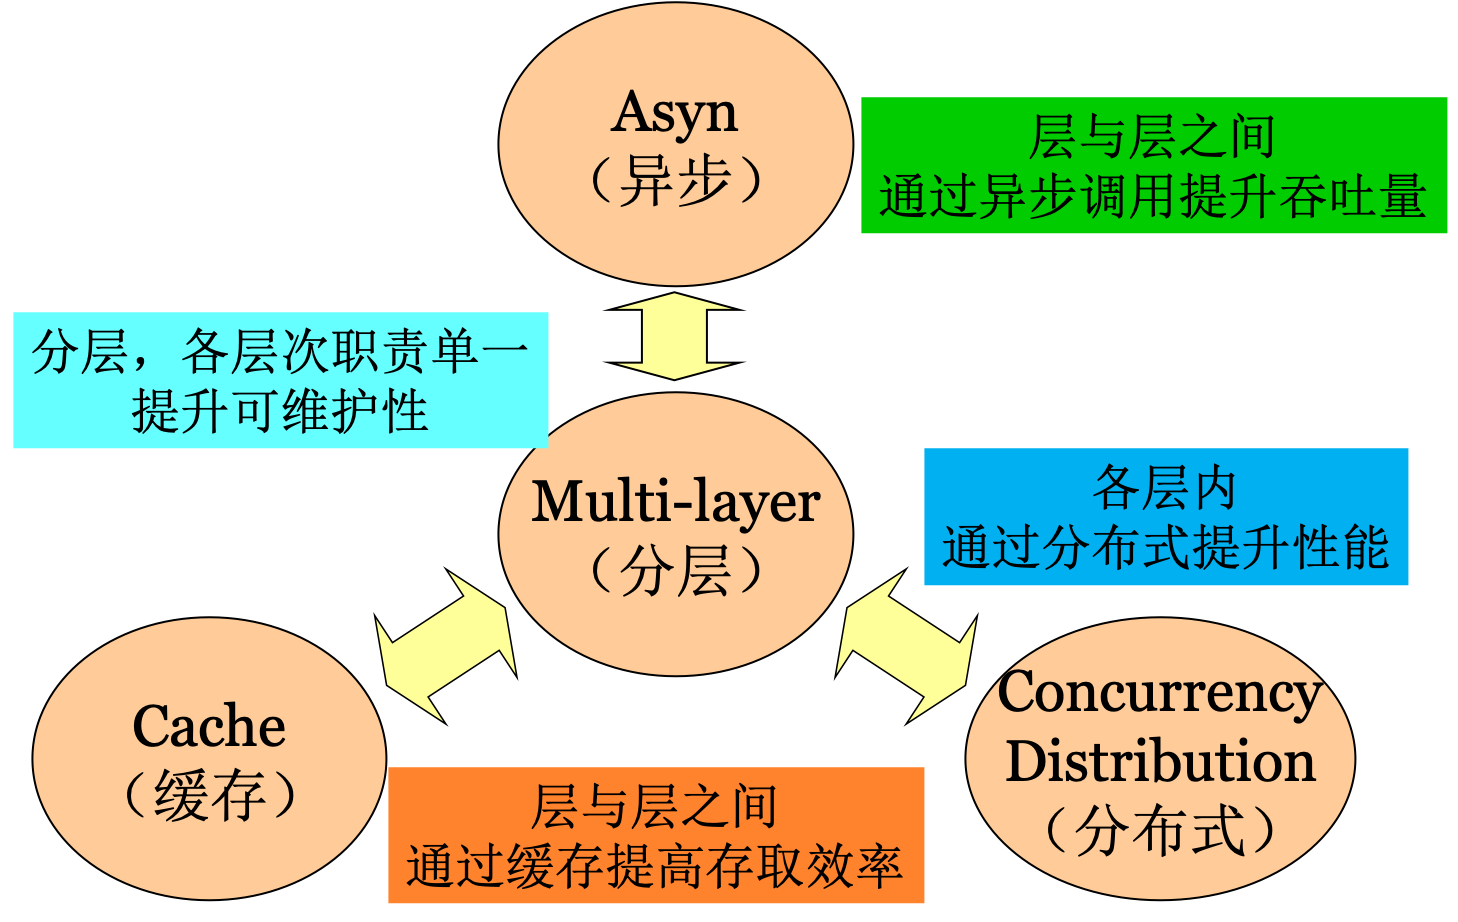 Asyn
（异步）
层与层之间
通过异步调用提升吞吐量
分层，各层次职责单一
提升可维护性
Multi-layer
（分层）
各层内
通过分布式提升性能
Cache
（缓存）
层与层之间
通过缓存提高存取效率
Concurrency
Distribution
（分布式）